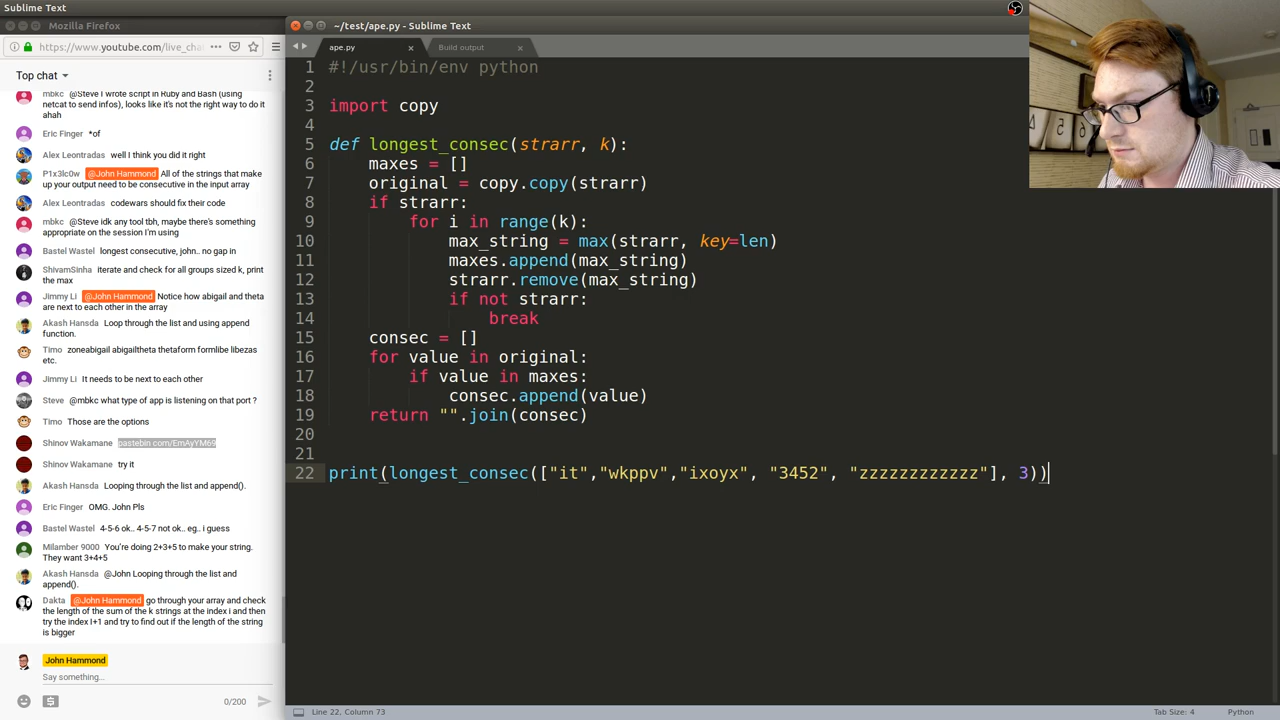 Sublime Text
Mozilla Firefox
https://www.youtube.com/live_cha
Top chat
mbkc @Steve I wrote script in Ruby and Bash (using
netcat to send infos), looks like it's not the right way to do it
ahah
Eric Finger *of
Alex Leontradas well I think you did it right
P1x3lc0w @John Hammond All of the strings that make
up your output need to be consecutive in the input array
Alex Leontradas codewars should fix their code
mbkc @Steve idk any tool tbh, maybe there's something
appropriate on the session I'm using
Bastel Wastel longest consecutive, john.. no gap in
ShivamSinha iterate and check for all groups sized k, print
the max
Jimmy Li @John Hammond Notice how abigail and theta
are next to each other in the array
Akash Hansda Loop through the list and using append
function.
Timo zoneabigail abigailtheta thetaform formlibe libezas
etc.
Jimmy Li It needs to be next to each other
Steve @mbkc what type of app is listening on that port ?
Timo Those are the options
Shinov Wakamane pastebin com/EmAyYM69
Shinov Wakamane try it
Akash Hansda Looping through the list and append().
Eric Finger OMG. John Pls
Bastel Wastel 4-5-6 ok.. 4-5-7 not ok.. eg.. i guess
Milamber 9000 You're doing 2+3+5 to make your string.
They want 3+4+5
Akash Hansda @John Looping through the list and
append().
Dakta @John Hammond go through your array and check
the length of the sum of the k strings at the index i and then
try the index I+1 and try to find out if the length of the string
is bigger
John Hammond
Say something...
0/200
~/test/ape.py - Sublime Text
ape.py
Build output
1 #!/usr/bin/env python
2
3 import copy
4
5 def longest_consec(strarr, k):
6 maxes = []
7 original = copy.copy(strarr)
8 if strarr:
9 for i in range(k):
10 max_string = max(strarr, key=len)
11 maxes.append(max_string)
12 strarr.remove(max_string)
13 if not strarr:
14 break
15 consec = []
16 for value in original:
17 if value in maxes:
18 consec.append(value)
19 return "".join(consec)
20
21
22 print(longest_consec(["it","wkppv","ixoyx", "3452", "zzzzzzzzzzzz"], 3))
Line 22, Column 73
Tab Size: 4
Python